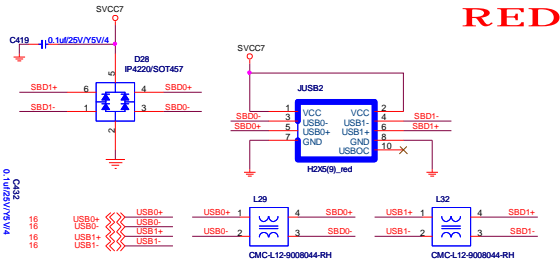 RED
SVCC7
C419
0.1uf/25V/Y5V/4
D28
IP4220/SOT457
5
SBD1+
6
4
SBD0+
SBD1-
1
3
SBD0-
2
SVCC7
JUSB2
1
VCC
VCC
2
SBD0-
3
USB0-
USB1-
4
SBD1-
SBD0+
5
USB0+
USB1+
6
SBD1+
7
GND
GND
8
USBOC
10
H2X5(9)_red
C432
0.1uf/25V/Y5V/4
16
USB0+
USB0+
16
USB0-
USB0-
16
USB1+
USB1+
16
USB1-
USB1-
L29
USB0+
1
4
SBD0+
USB0-
2
3
SBD0-
CMC-L12-9008044-RH
L32
USB1+
1
4
SBD1+
USB1-
2
3
SBD1-
CMC-L12-9008044-RH